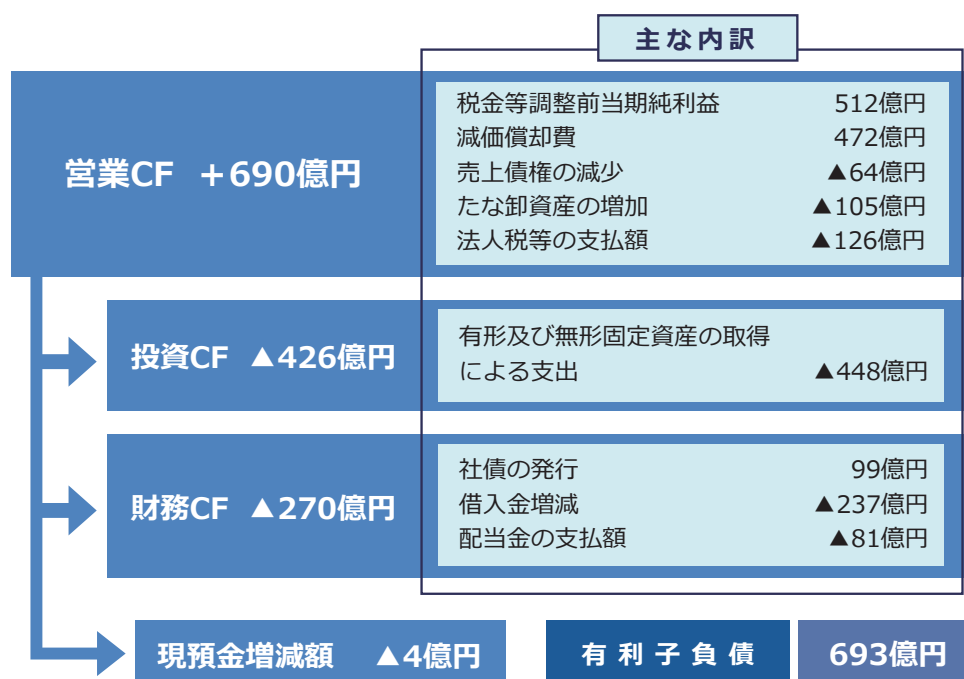 主な内訳
営業CF +690億円
税金等調整前当期純利益 512億円
減価償却費 472億円
売上債権の減少 ▲64億円
たな卸資産の増加 ▲105億円
法人税等の支払額 ▲126億円
投資CF ▲426億円
有形及び無形固定資産の取得
による支出 ▲448億円
財務CF ▲270億円
社債の発行 99億円
借入金増減 ▲237億円
配当金の支払額 ▲81億円
現預金増減額 ▲4億円
有利子負債 693億円